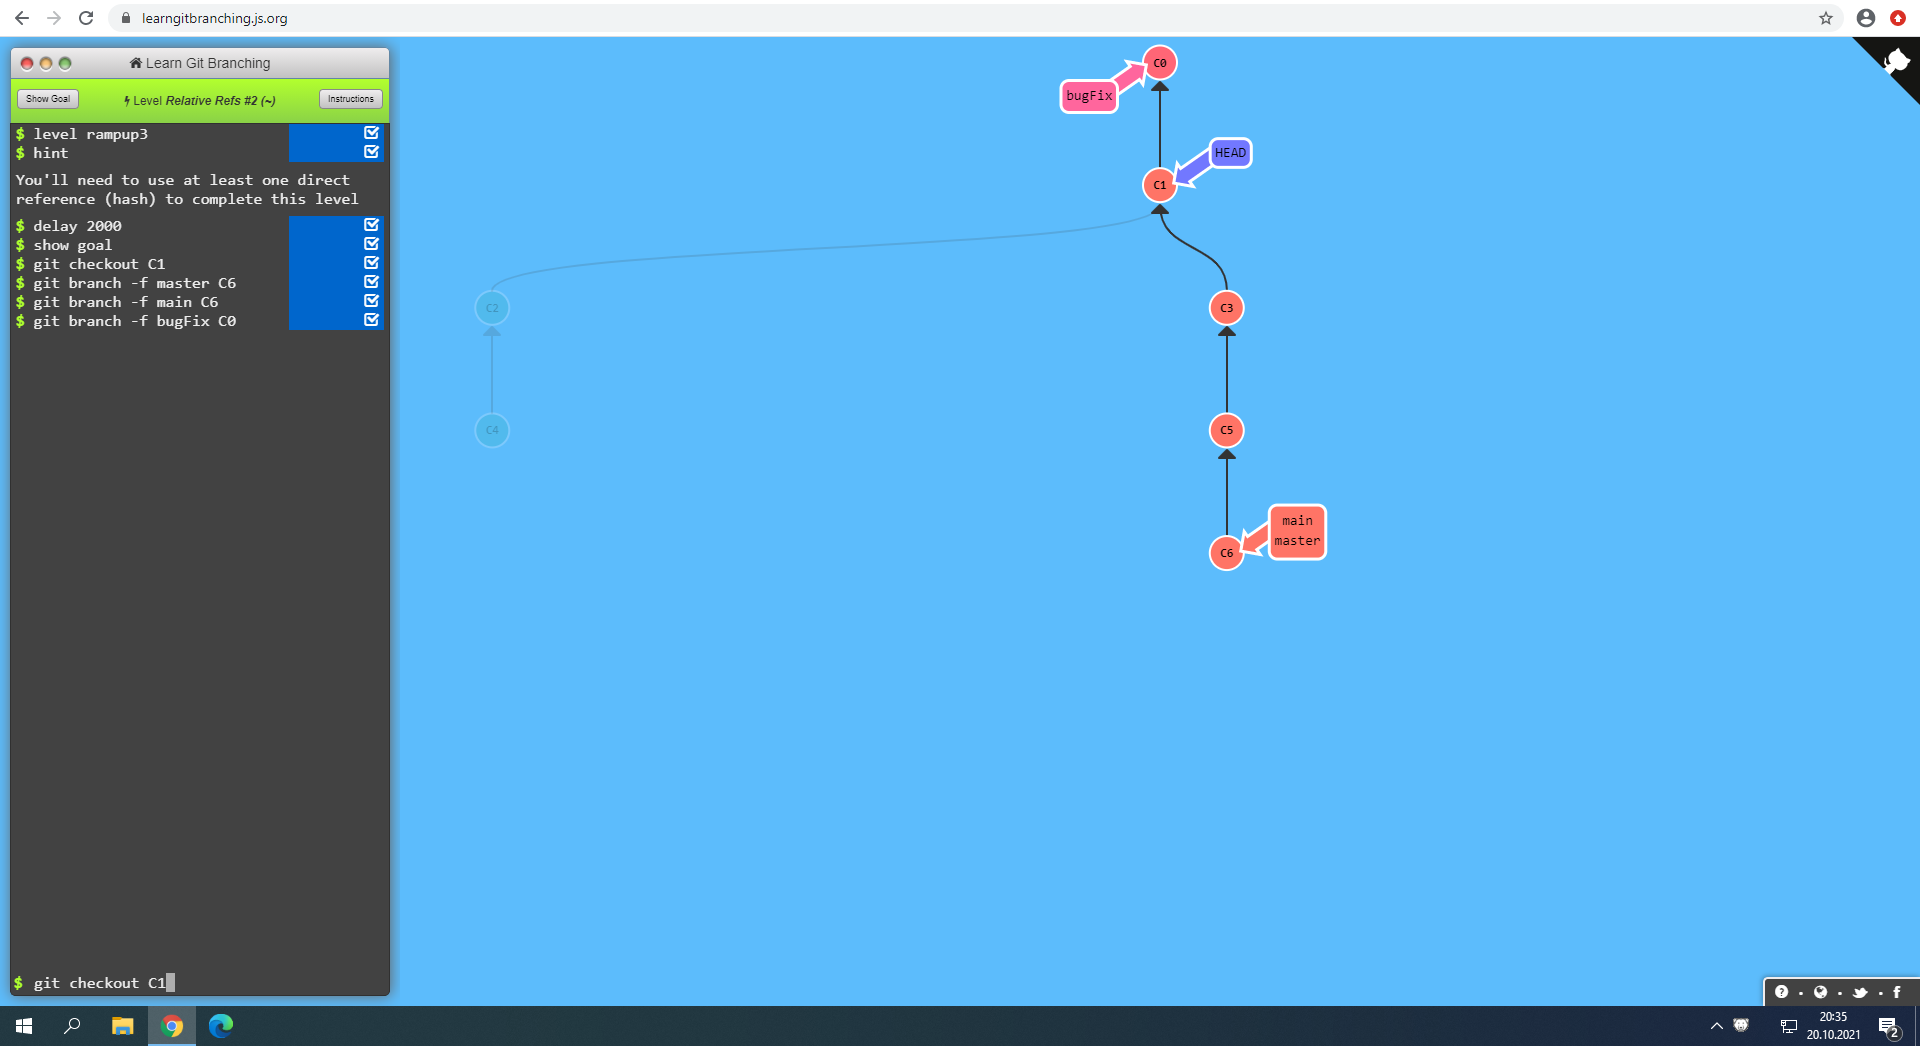 learngitbranching.js.org
Learn Git Branching
Show Goal
Level Relative Refs #2 (~)
Instructions
$ level rampup3
$ hint
You'll need to use at least one direct
reference (hash) to complete this level
$ delay 2000
$ show goal
$ git checkout C1
$ git branch -f master C6
$ git branch -f main C6
$ git branch -f bugFix C0
$ git checkout C1
C0
bugFix
HEAD
C1
C2
C3
C4
C5
main
master
C6
20:35
20.10.2021
2